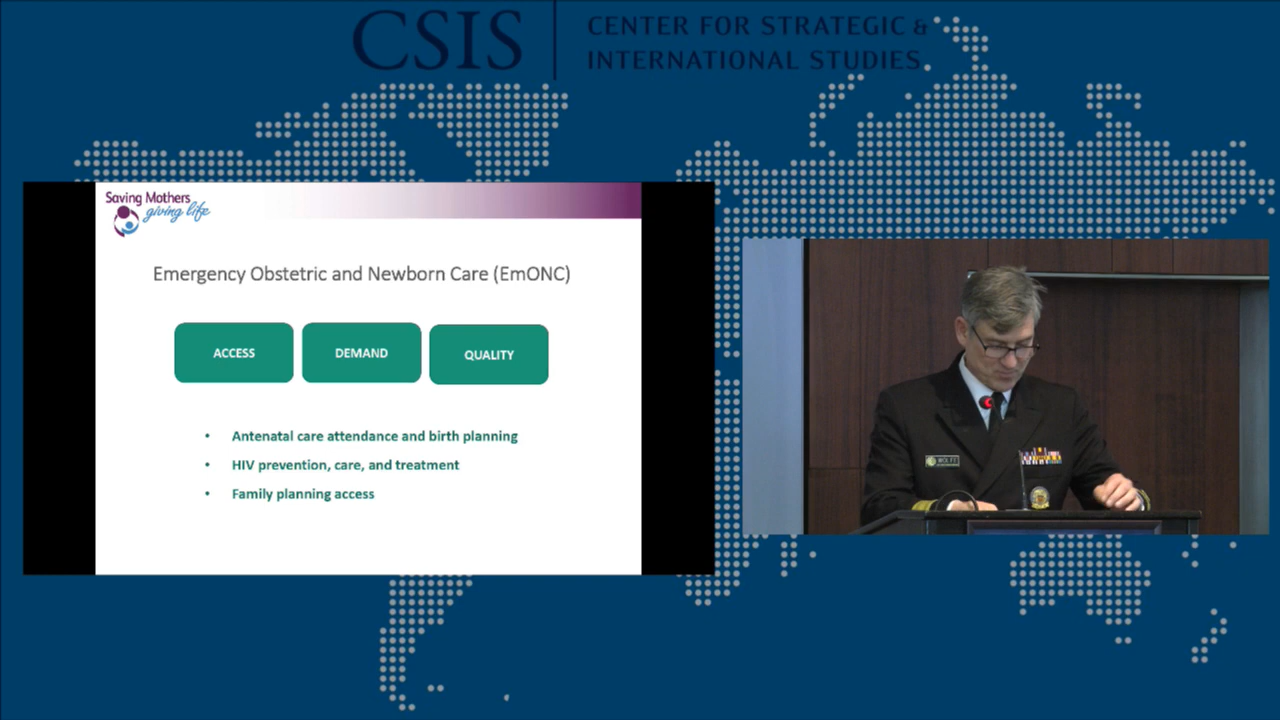 CSIS
CENTER FOR STRATEGIC &
INTERNATIONAL STUDIES
Saving Mothers
giving life
Emergency Obstetric and Newborn Care (EmONC)
ACCESS
DEMAND
QUALITY
• Antenatal care attendance and birth planning
• HIV prevention, care, and treatment
• Family planning access